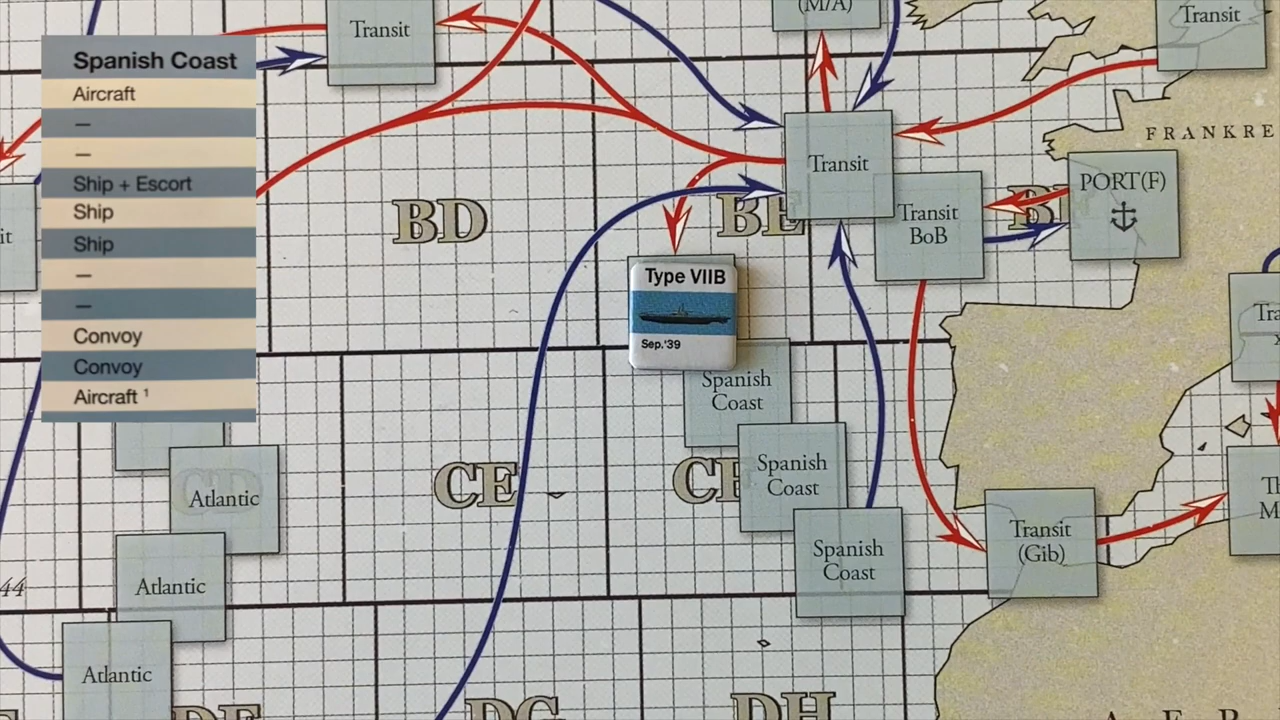 Spanish Coast
Aircraft
—
—
Ship + Escort
Ship
Ship
—
—
Convoy
Convoy
Aircraft ¹
Transit
(M/A)
Transit
FRANKRE
Transit
PORT(F)
Transit
BoB
BD
BE
Type VIIB
Sep.'39
Spanish
Coast
CE
CF
Spanish
Coast
Atlantic
Spanish
Coast
Transit
(Gib)
Atlantic
44
Atlantic
DG
DH